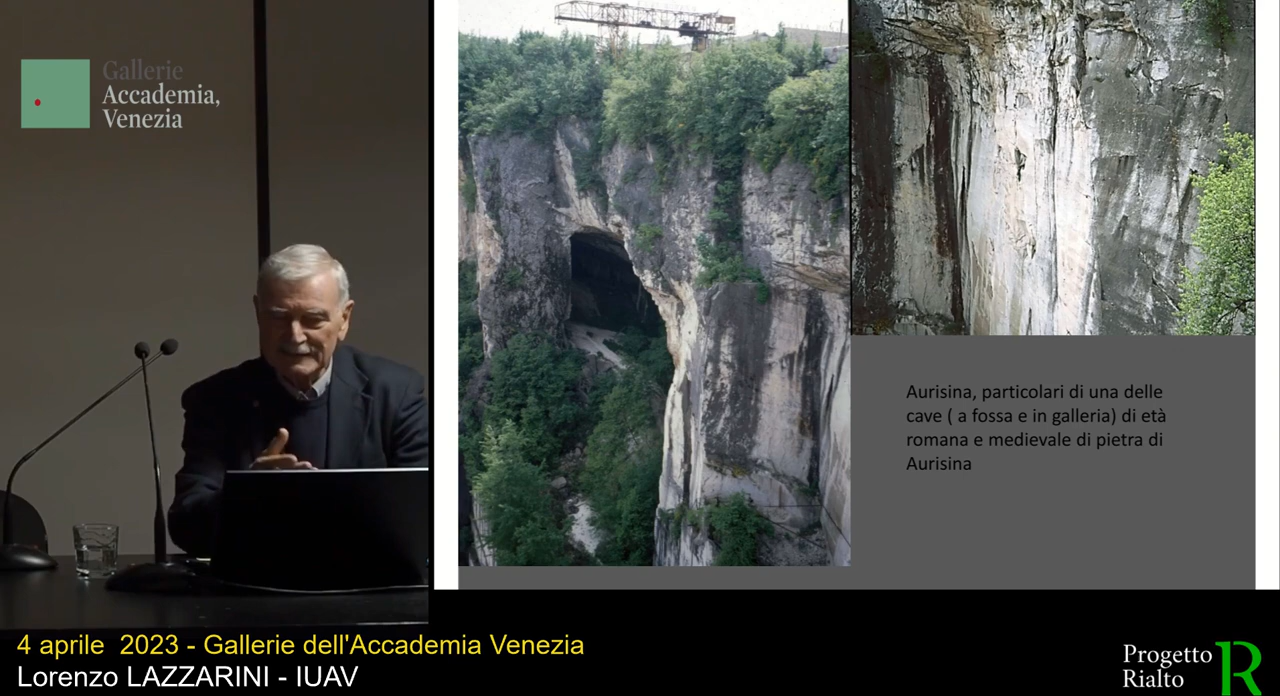 Gallerie
Accademia,
Venezia
Aurisina, particolari di una delle
cave ( a fossa e in galleria) di età
romana e medievale di pietra di
Aurisina
4 aprile  2023 - Gallerie dell'Accademia Venezia
Lorenzo LAZZARINI - IUAV
Progetto
Rialto
R